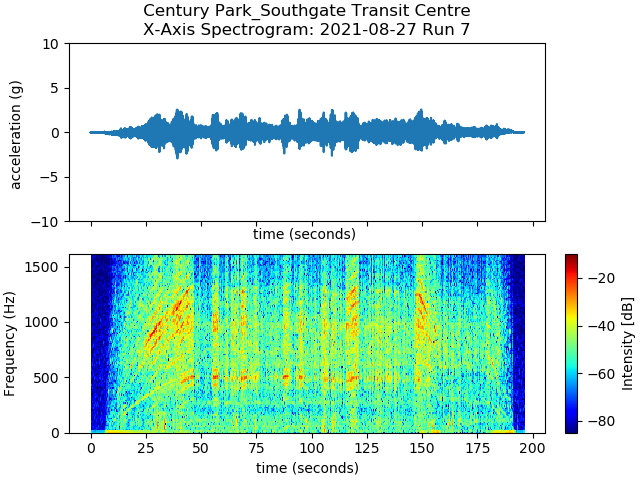 Century Park_Southgate Transit Centre
X-Axis Spectrogram: 2021-08-27 Run 7
10
5
0
−5
−10
acceleration (g)
time (seconds)
1500
1000
500
0
Frequency (Hz)
0 25 50 75 100 125 150 175 200
time (seconds)
−20
−40
−60
−80
Intensity [dB]